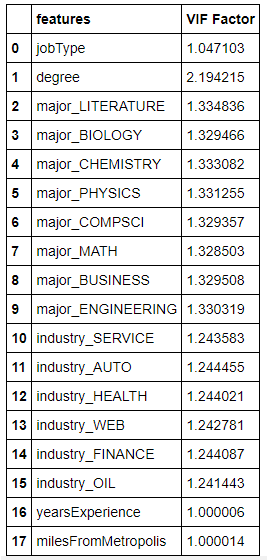 features VIF Factor
0 jobType 1.047103
1 degree 2.194215
2 major_LITERATURE 1.334836
3 major_BIOLOGY 1.329466
4 major_CHEMISTRY 1.333082
5 major_PHYSICS 1.331255
6 major_COMPSCI 1.329357
7 major_MATH 1.328503
8 major_BUSINESS 1.329508
9 major_ENGINEERING 1.330319
10 industry_SERVICE 1.243583
11 industry_AUTO 1.244455
12 industry_HEALTH 1.244021
13 industry_WEB 1.242781
14 industry_FINANCE 1.244087
15 industry_OIL 1.241443
16 yearsExperience 1.000006
17 milesFromMetropolis 1.000014